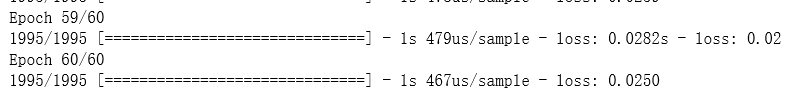 Epoch 59/60
1995/1995 [==============================] - 1s 479us/sample - loss: 0.0282s - loss: 0.02
Epoch 60/60
1995/1995 [==============================] - 1s 467us/sample - loss: 0.0250